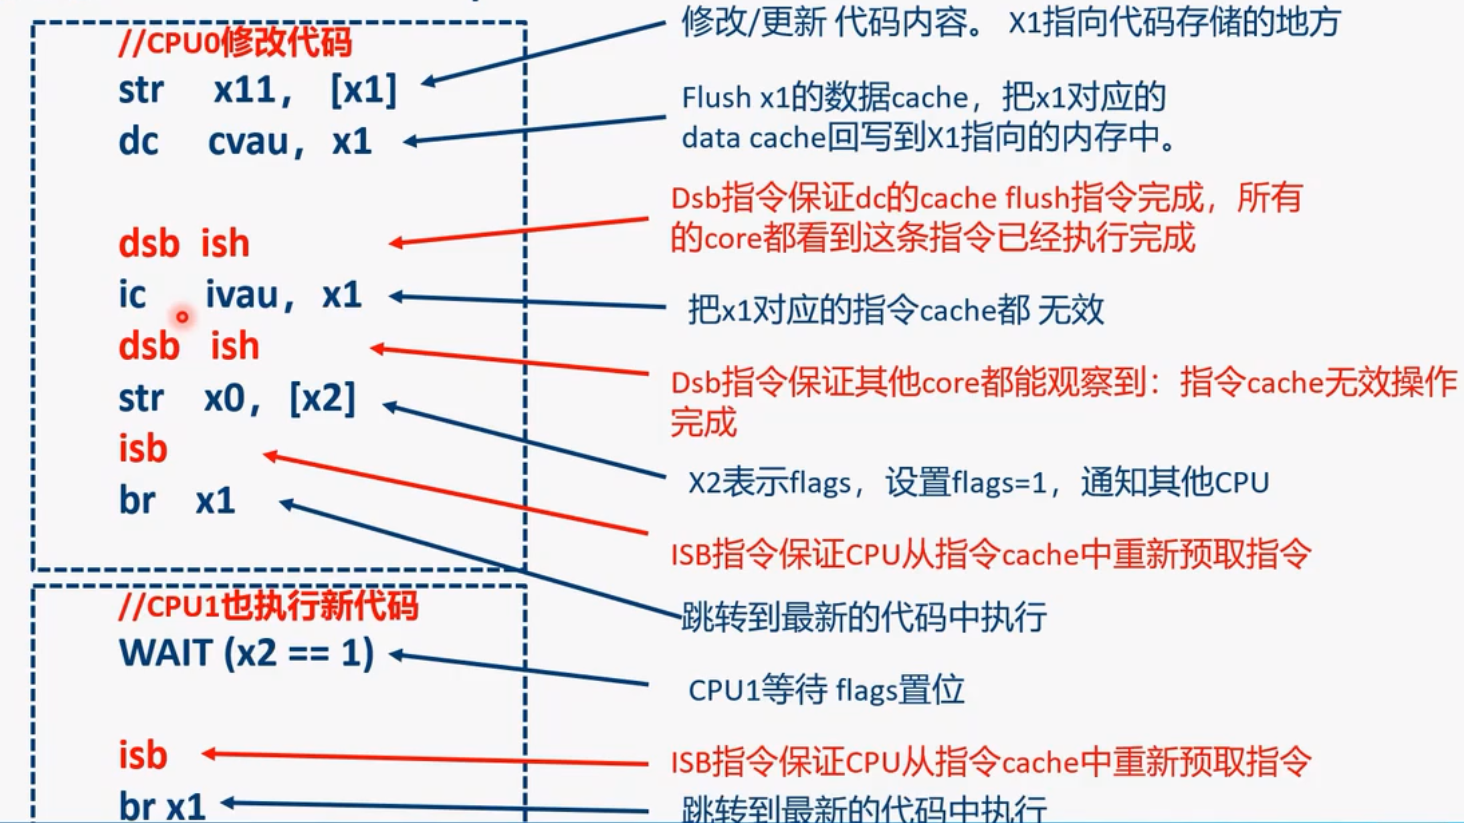 //CPU0修改代码
str x11, [x1]
dc cvau, x1
dsb ish
ic ivau, x1
dsb ish
str x0, [x2]
isb
br x1
//CPU1也执行新代码
WAIT (x2 == 1)
isb
br x1
修改/更新 代码内容。 X1指向代码存储的地方
Flush x1的数据cache，把x1对应的
data cache回写到X1指向的内存中。
Dsb指令保证dc的cache flush指令完成，所有
的core都看到这条指令已经执行完成
把x1对应的指令cache都 无效
Dsb指令保证其他core都能观察到：指令cache无效操作
完成
X2表示flags，设置flags=1，通知其他CPU
ISB指令保证CPU从指令cache中重新预取指令
跳转到最新的代码中执行
CPU1等待 flags置位
ISB指令保证CPU从指令cache中重新预取指令
跳转到最新的代码中执行